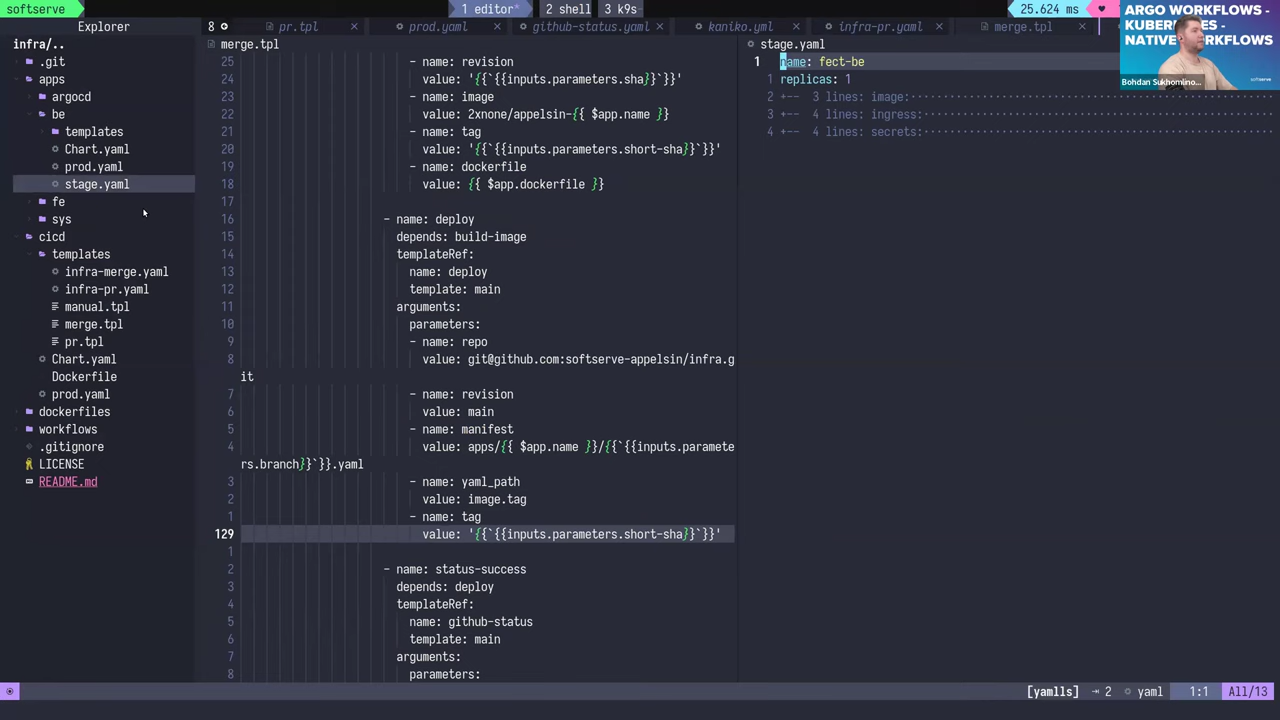 softserve
1 editor*
2 shell
3 k9s
25.624 ms
ARGO WORKFLOWS - KUBERNETES - NATIVE WORKFLOWS
Bohdan Sukhomlino...
softserve
Explorer
8
pr.tpl
prod.yaml
github-status.yaml
kaniko.yml
infra-pr.yaml
merge.tpl
infra/..
.git
apps
argocd
be
templates
Chart.yaml
prod.yaml
stage.yaml
fe
sys
cicd
templates
infra-merge.yaml
infra-pr.yaml
manual.tpl
merge.tpl
pr.tpl
Chart.yaml
Dockerfile
prod.yaml
dockerfiles
workflows
.gitignore
LICENSE
README.md
merge.tpl
25 - name: revision
24 value: '{{`{{inputs.parameters.sha}}`}}'
23 - name: image
22 value: 2xnone/appelsin-{{ $app.name }}
21 - name: tag
20 value: '{{`{{inputs.parameters.short-sha}}`}}'
19 - name: dockerfile
18 value: {{ $app.dockerfile }}
17
16 - name: deploy
15 depends: build-image
14 templateRef:
13 name: deploy
12 template: main
11 arguments:
10 parameters:
9 - name: repo
8 value: git@github.com:softserve-appelsin/infra.g
it
7 - name: revision
6 value: main
5 - name: manifest
4 value: apps/{{ $app.name }}/{{`{{inputs.paramete
rs.branch}}`}}.yaml
3 - name: yaml_path
2 value: image.tag
1 - name: tag
129 value: '{{`{{inputs.parameters.short-sha}}`}}'
1
2 - name: status-success
3 depends: deploy
4 templateRef:
5 name: github-status
6 template: main
7 arguments:
8 parameters:
stage.yaml
1 name: fect-be
1 replicas: 1
2 +-- 3 lines: image:
3 +-- 4 lines: ingress:
4 +-- 4 lines: secrets:
[yamlls]
2
yaml
1:1
All/13